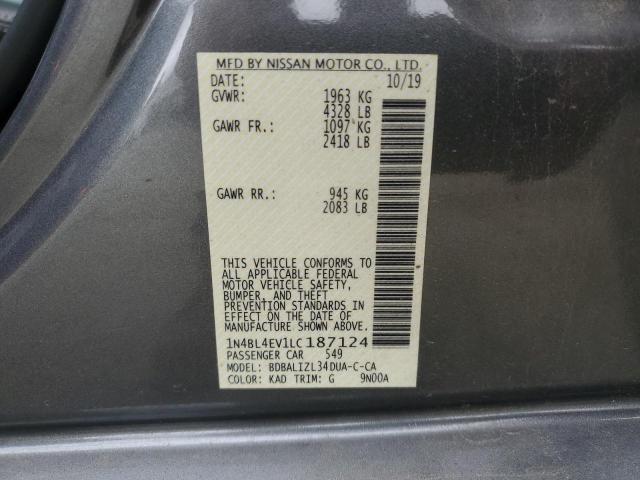 MFD BY NISSAN MOTOR CO., LTD.
DATE: 10/19
GVWR: 1963 KG
4328 LB
GAWR FR.: 1097 KG
2418 LB
GAWR RR.: 945 KG
2083 LB
THIS VEHICLE CONFORMS TO
ALL APPLICABLE FEDERAL
MOTOR VEHICLE SAFETY,
BUMPER, AND THEFT
PREVENTION STANDARDS IN
EFFECT ON THE DATE OF
MANUFACTURE SHOWN ABOVE.
1N4BL4EV1LC187124
PASSENGER CAR 549
MODEL: BDBALIZL34DUA-C-CA
COLOR: KAD TRIM: G 9N00A